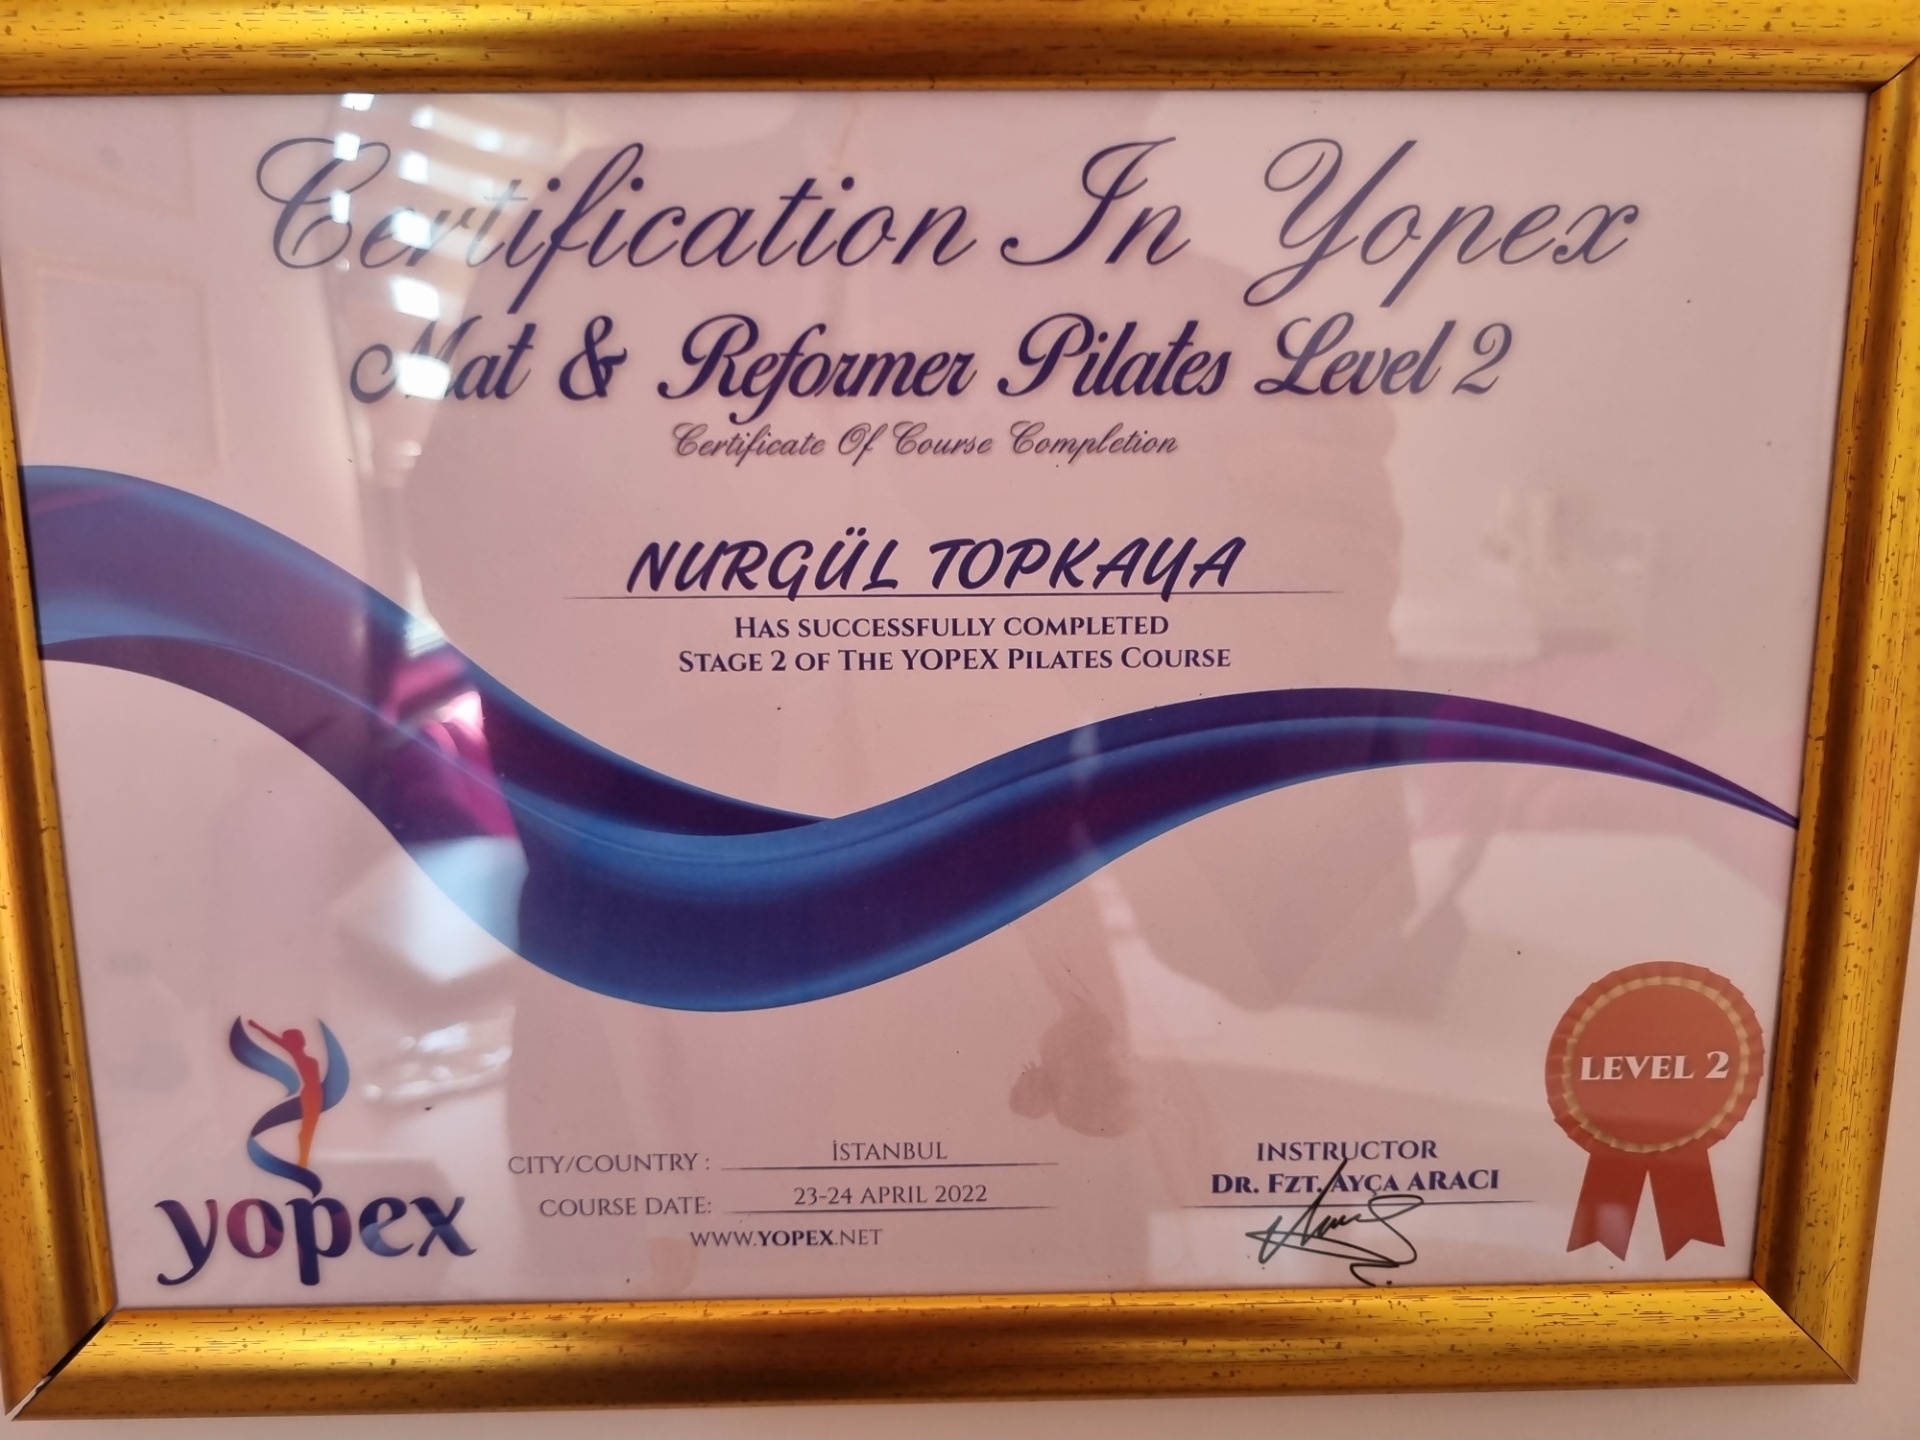 Certification In Yopex
Mat & Reformer Pilates Level 2
Certificate Of Course Completion
NURGÜL TOPKAYA
HAS SUCCESSFULLY COMPLETED
STAGE 2 OF THE YOPEX PILATES COURSE
LEVEL 2
yopex
CITY/COUNTRY : İSTANBUL
COURSE DATE: 23-24 APRIL 2022
WWW.YOPEX.NET
INSTRUCTOR
DR. FZT. AYÇA ARACI